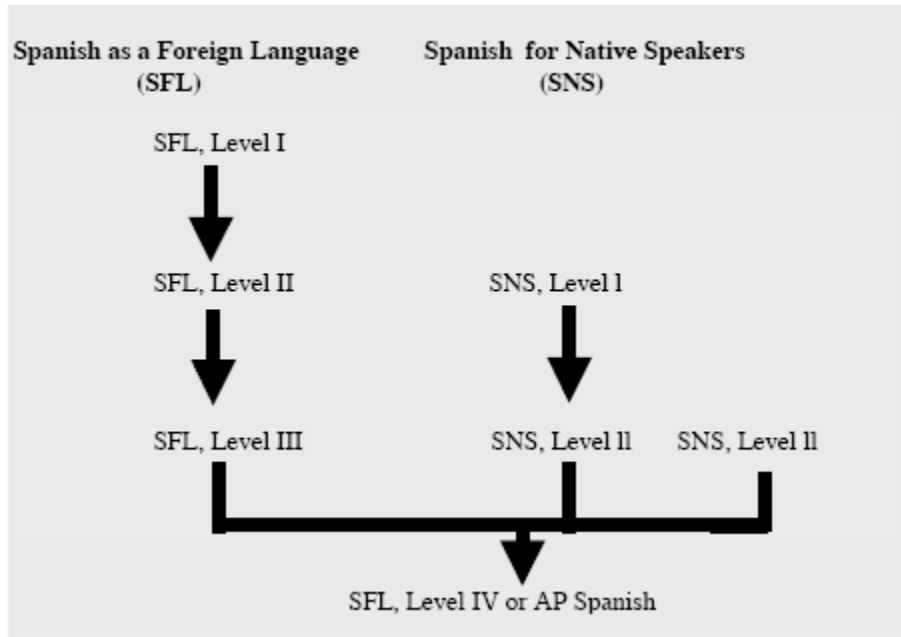 Spanish as a Foreign Language
(SFL)
Spanish for Native Speakers
(SNS)
SFL, Level I
SFL, Level II
SNS, Level l
SFL, Level III
SNS, Level ll
SNS, Level ll
SFL, Level IV or AP Spanish